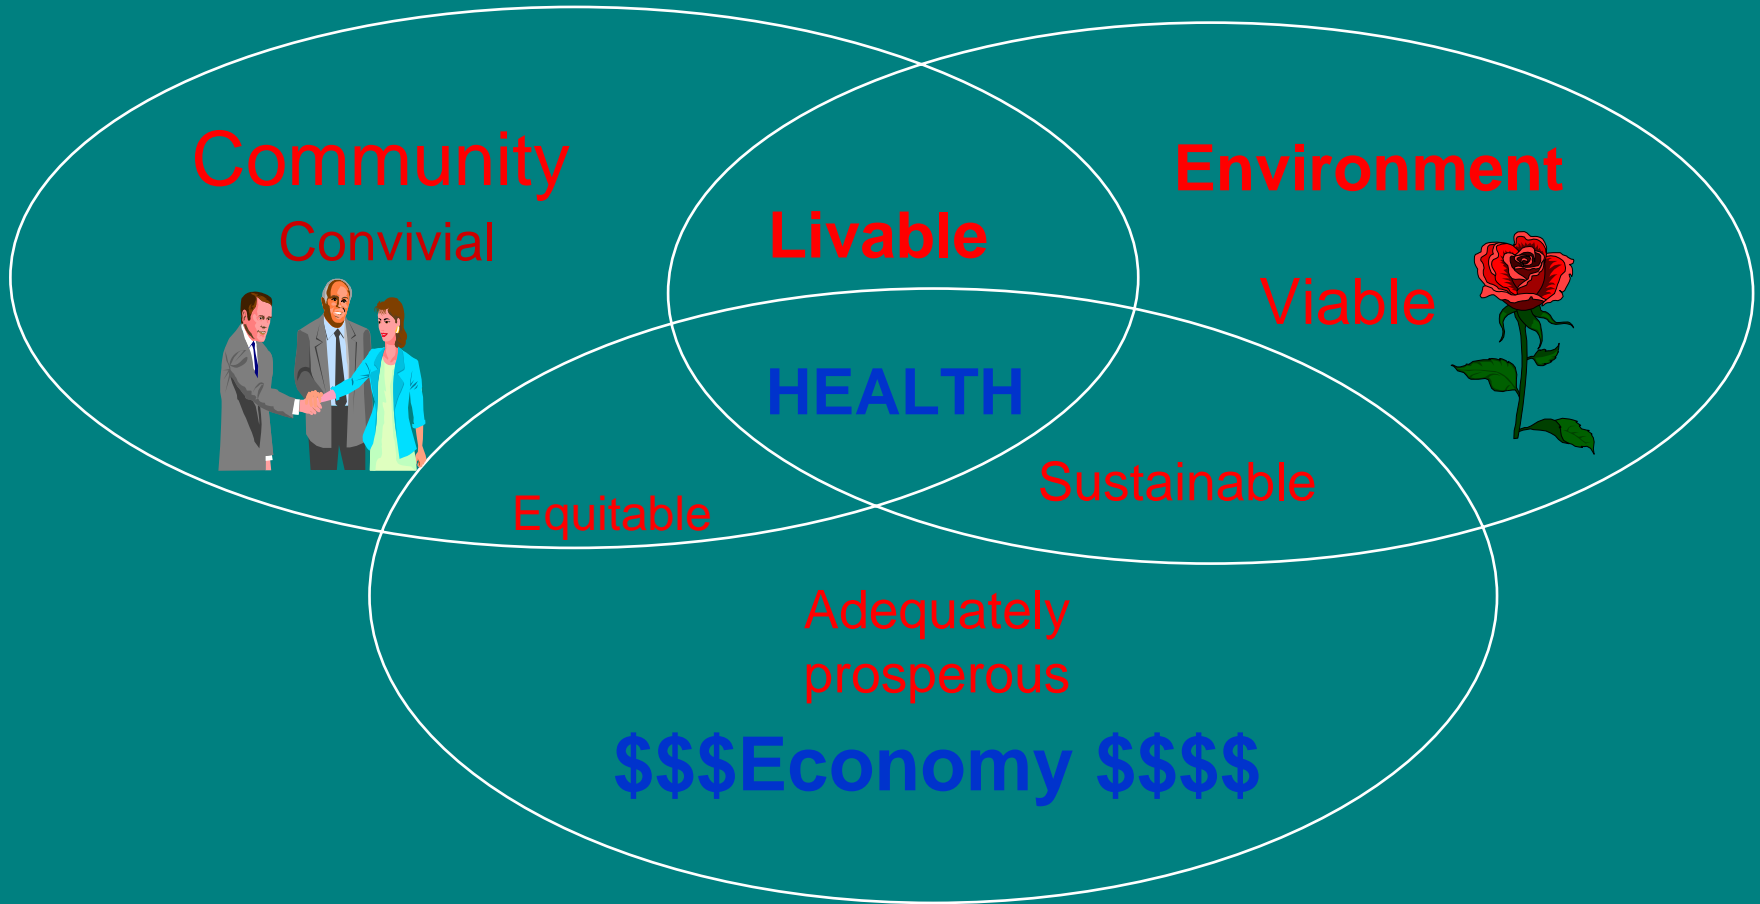 Community
Convivial
Environment
Livable
Viable
HEALTH
Equitable
Sustainable
Adequately
prosperous
$$$Economy $$$$